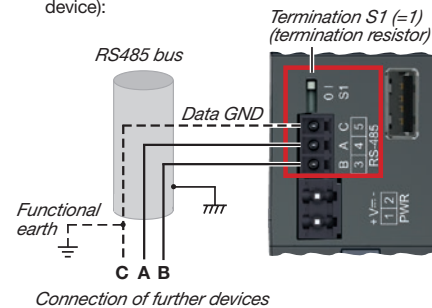 device):
Termination S1 (=1)
(termination resistor)
RS485 bus
0 I
S1
Data GND
C 5
A 4
B 3
RS-485
Functional
earth
+V⎓-
1 2
PWR
C A B
Connection of further devices